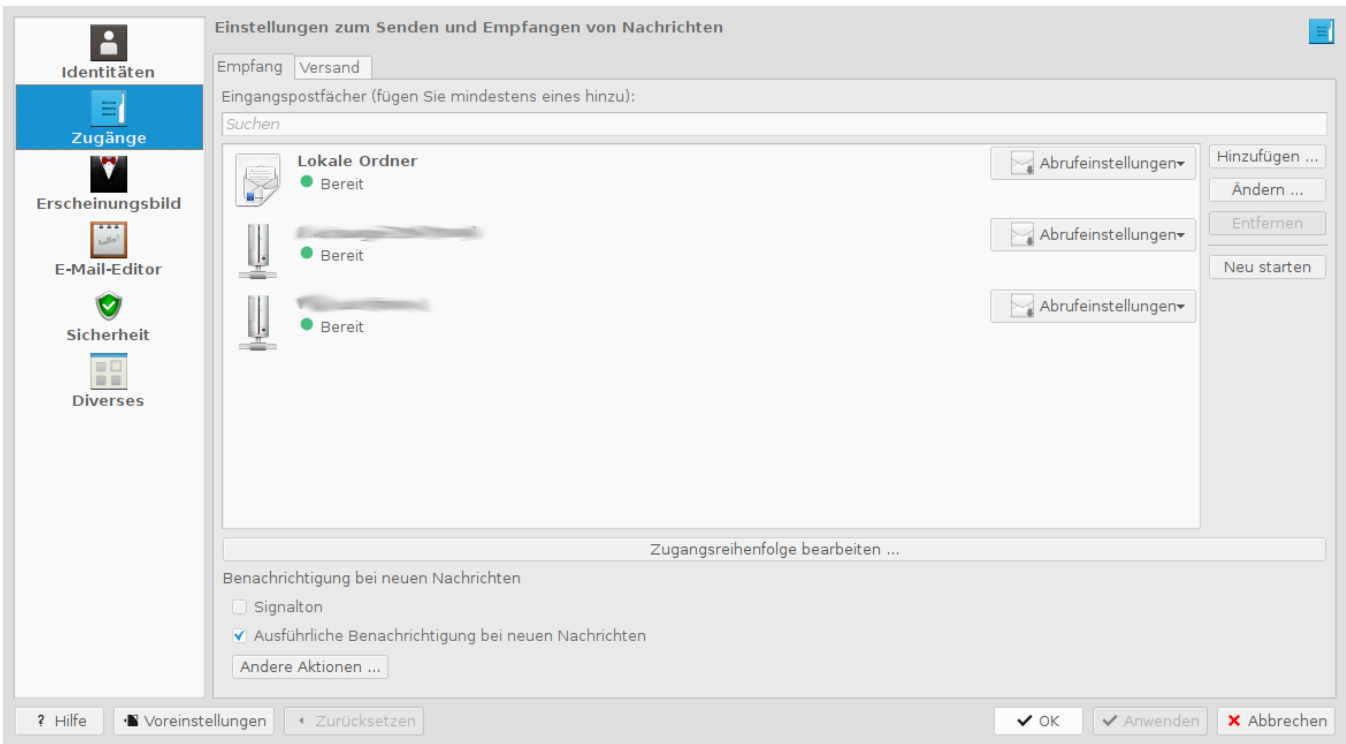 Einstellungen zum Senden und Empfangen von Nachrichten
Identitäten
Zugänge
Erscheinungsbild
hello!
E-Mail-Editor
Sicherheit
Diverses
Empfang Versand
Eingangspostfächer (fügen Sie mindestens eines hinzu):
Suchen
Lokale Ordner
Bereit
Abrufeinstellungen
Bereit
Abrufeinstellungen
Bereit
Abrufeinstellungen
Hinzufügen ...
Ändern ...
Entfernen
Neu starten
Zugangsreihenfolge bearbeiten ...
Benachrichtigung bei neuen Nachrichten
Signalton
Ausführliche Benachrichtigung bei neuen Nachrichten
Andere Aktionen ...
? Hilfe Voreinstellungen Zurücksetzen OK Anwenden Abbrechen